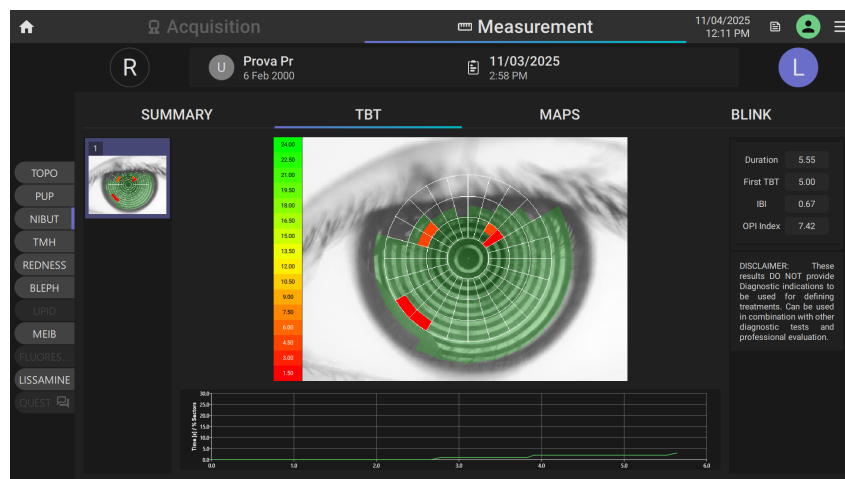 Acquisition
Measurement
11/04/2025
12:11 PM
R
U
Prova Pr
6 Feb 2000
11/03/2025
2:58 PM
L
SUMMARY
TBT
MAPS
BLINK
TOPO
PUP
NIBUT
TMH
REDNESS
BLEPH
LIPID
MEIB
FLUORES...
LISSAMINE
QUEST
1
24.00
22.50
21.00
19.50
18.00
16.50
15.00
13.50
12.00
10.50
9.00
7.50
6.00
4.50
3.00
1.50
Duration 5.55
First TBT 5.00
IBI 0.67
OPI Index 7.42
DISCLAIMER: These
results DO NOT provide
Diagnostic indications to
be used for defining
treatments. Can be used
in combination with other
diagnostic tests and
professional evaluation.
Time [s] / % Sectors
30.0
25.0
20.0
15.0
10.0
5.0
0.0
0.0 1.0 2.0 3.0 4.0 5.0 6.0